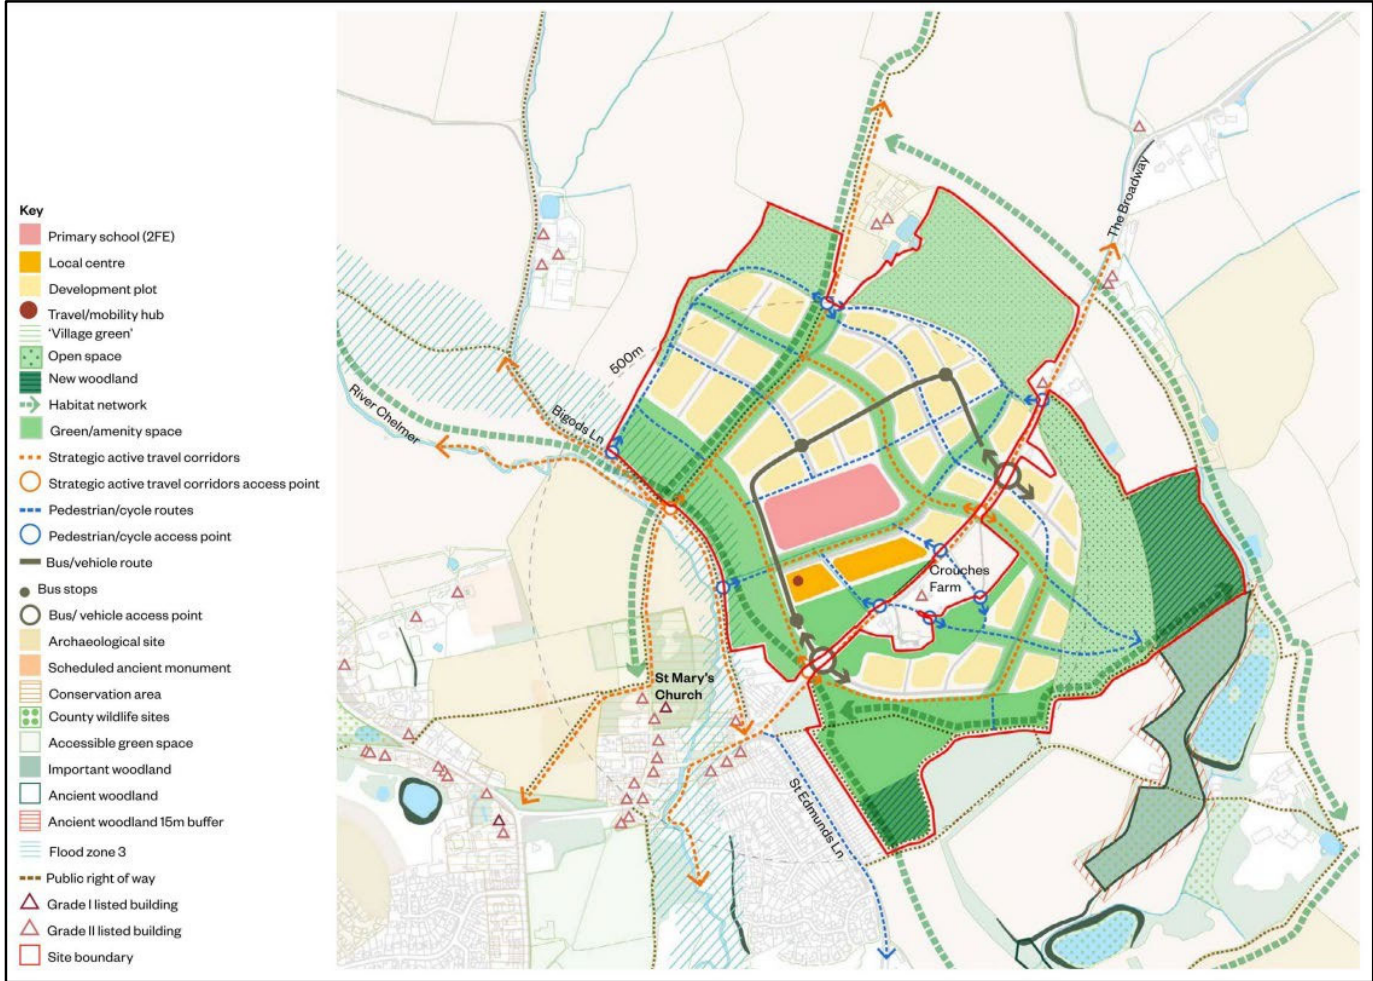 Key
Primary school (2FE)
Local centre
Development plot
Travel/mobility hub
'Village green'
Open space
New woodland
Habitat network
Green/amenity space
Strategic active travel corridors
Strategic active travel corridors access point
Pedestrian/cycle routes
Pedestrian/cycle access point
Bus/vehicle route
Bus stops
Bus/ vehicle access point
Archaeological site
Scheduled ancient monument
Conservation area
County wildlife sites
Accessible green space
Important woodland
Ancient woodland
Ancient woodland 15m buffer
Flood zone 3
Public right of way
Grade I listed building
Grade II listed building
Site boundary
The Broadway
500m
River Chelmer
Bigods Ln
Crouches
Farm
St Mary's
Church
St Edmunds Ln